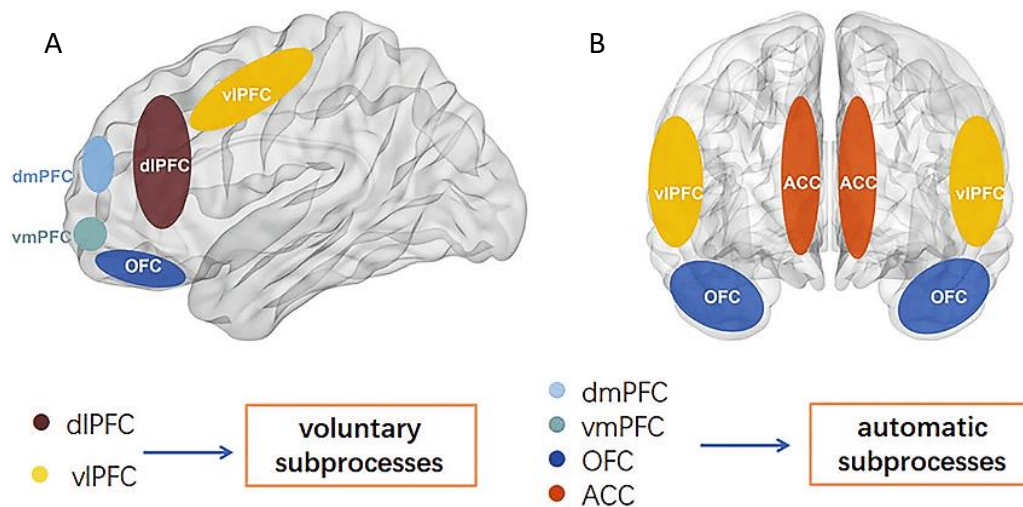 A
B
vlPFC
dlPFC
dmPFC
vmPFC
OFC
vlPFC
ACC
ACC
vlPFC
OFC
OFC
dlPFC
vlPFC
voluntary
subprocesses
dmPFC
vmPFC
OFC
ACC
automatic
subprocesses